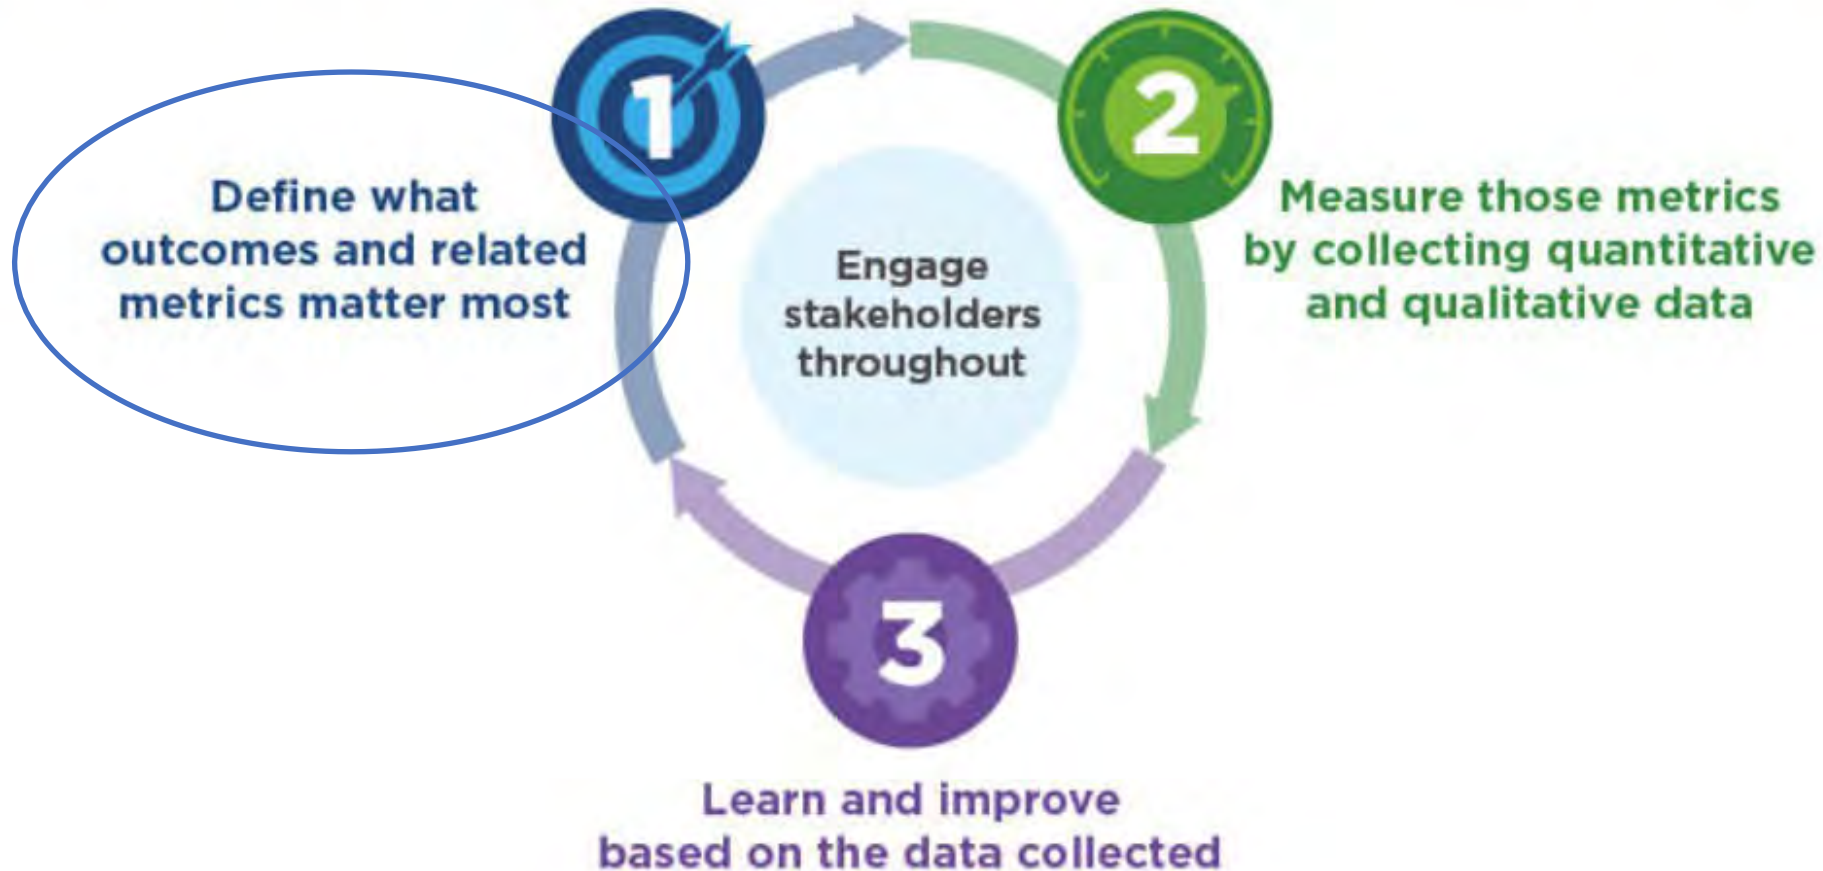 1
Define what
outcomes and related
metrics matter most
2
Measure those metrics
by collecting quantitative
and qualitative data
Engage
stakeholders
throughout
3
Learn and improve
based on the data collected